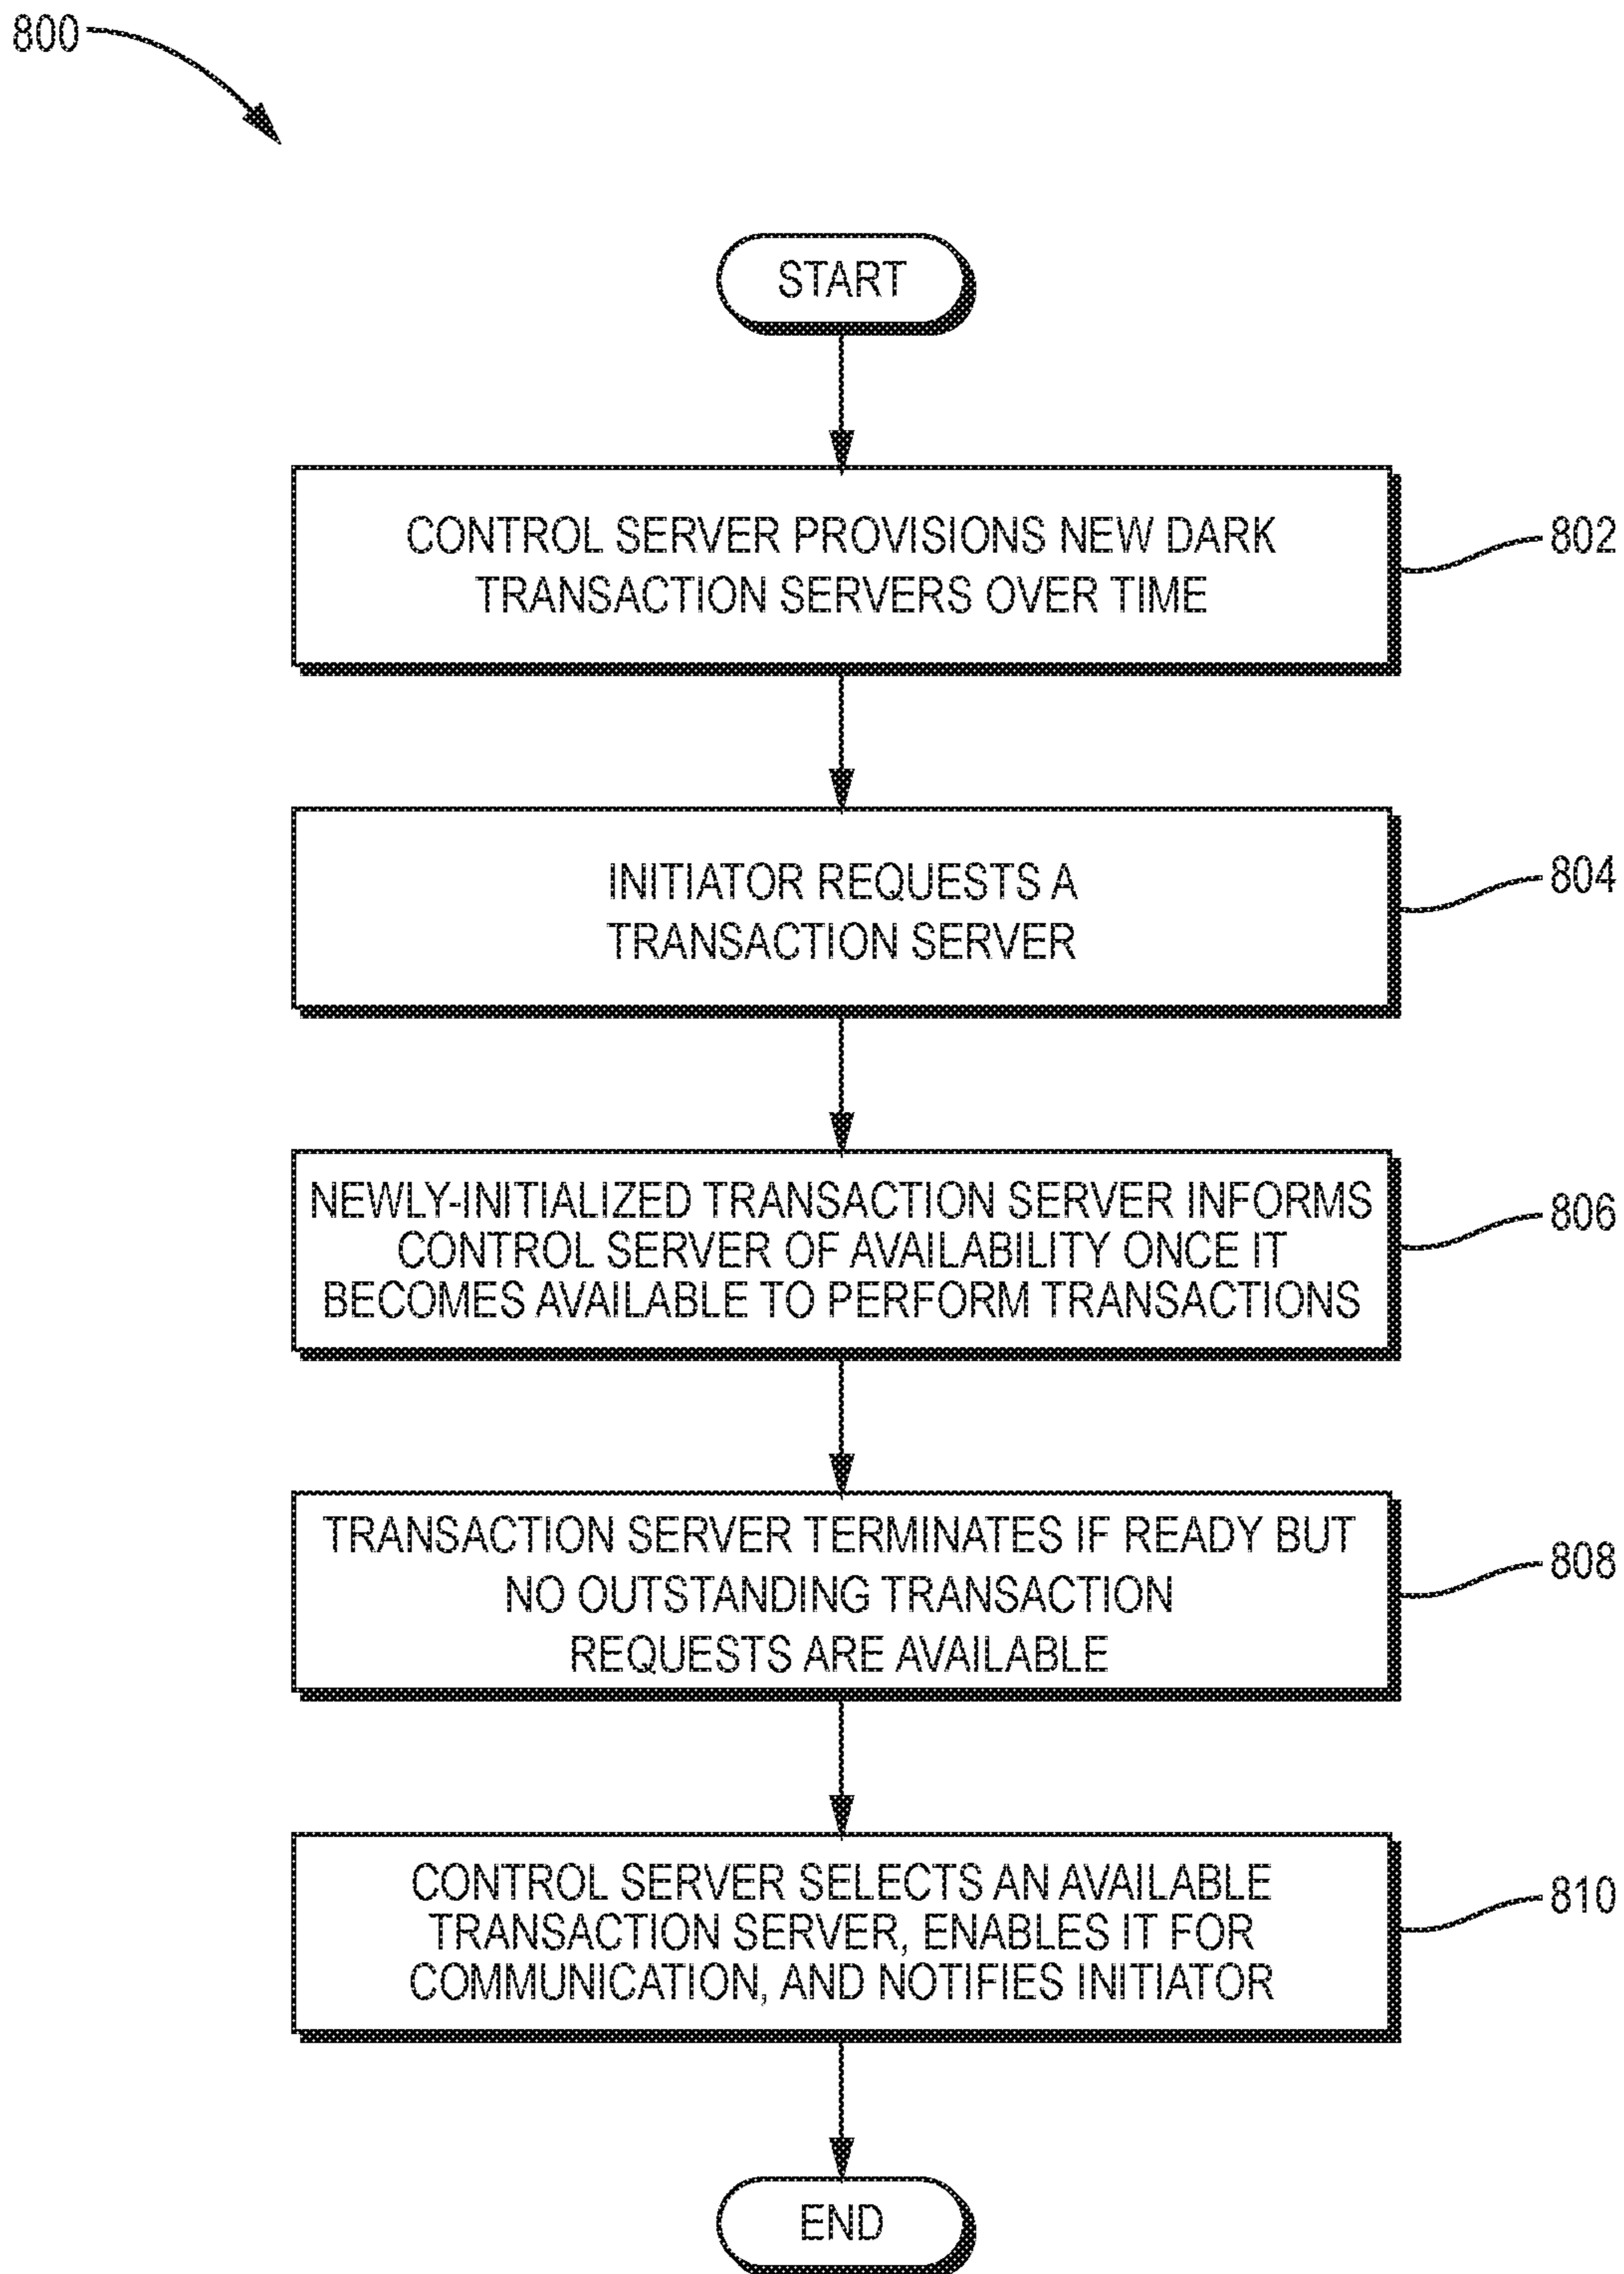 800
START
CONTROL SERVER PROVISIONS NEW DARK
TRANSACTION SERVERS OVER TIME
802
INITIATOR REQUESTS A
TRANSACTION SERVER
804
NEWLY-INITIALIZED TRANSACTION SERVER INFORMS
CONTROL SERVER OF AVAILABILITY ONCE IT
BECOMES AVAILABLE TO PERFORM TRANSACTIONS
806
TRANSACTION SERVER TERMINATES IF READY BUT
NO OUTSTANDING TRANSACTION
REQUESTS ARE AVAILABLE
808
CONTROL SERVER SELECTS AN AVAILABLE
TRANSACTION SERVER, ENABLES IT FOR
COMMUNICATION, AND NOTIFIES INITIATOR
810
END